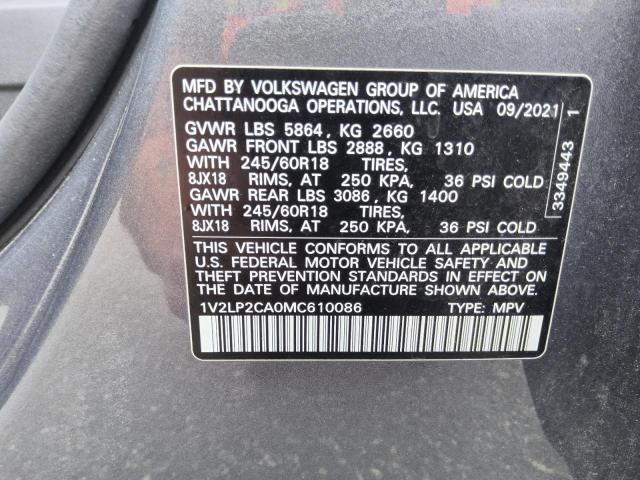 MFD BY VOLKSWAGEN GROUP OF AMERICA
CHATTANOOGA OPERATIONS, LLC. USA 09/2021
GVWR LBS 5864, KG 2660
GAWR FRONT LBS 2888, KG 1310
WITH 245/60R18 TIRES,
8JX18 RIMS, AT 250 KPA, 36 PSI COLD
GAWR REAR LBS 3086, KG 1400
WITH 245/60R18 TIRES,
8JX18 RIMS, AT 250 KPA, 36 PSI COLD
THIS VEHICLE CONFORMS TO ALL APPLICABLE
U.S. FEDERAL MOTOR VEHICLE SAFETY AND
THEFT PREVENTION STANDARDS IN EFFECT ON
THE DATE OF MANUFACTURE SHOWN ABOVE.
1V2LP2CA0MC610086 TYPE: MPV
3349443 1